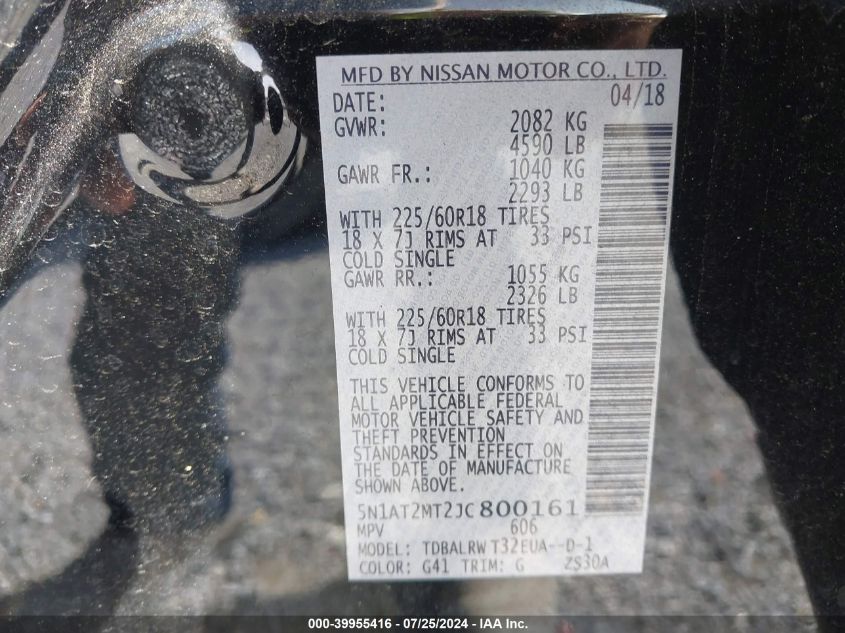 MFD BY NISSAN MOTOR CO., LTD.
DATE: 04/18
GVWR: 2082 KG
4590 LB
GAWR FR.: 1040 KG
2293 LB
WITH 225/60R18 TIRES
18 X 7J RIMS AT 33 PSI
COLD SINGLE
GAWR RR.: 1055 KG
2326 LB
WITH 225/60R18 TIRES
18 X 7J RIMS AT 33 PSI
COLD SINGLE
THIS VEHICLE CONFORMS TO
ALL APPLICABLE FEDERAL
MOTOR VEHICLE SAFETY AND
THEFT PREVENTION
STANDARDS IN EFFECT ON
THE DATE OF MANUFACTURE
SHOWN ABOVE.
5N1AT2MT2JC800161
MPV 606
MODEL: TDBALRW T32EUA--D-1
COLOR: G41 TRIM: G ZS30A
000-39955416 - 07/25/2024 - IAA Inc.